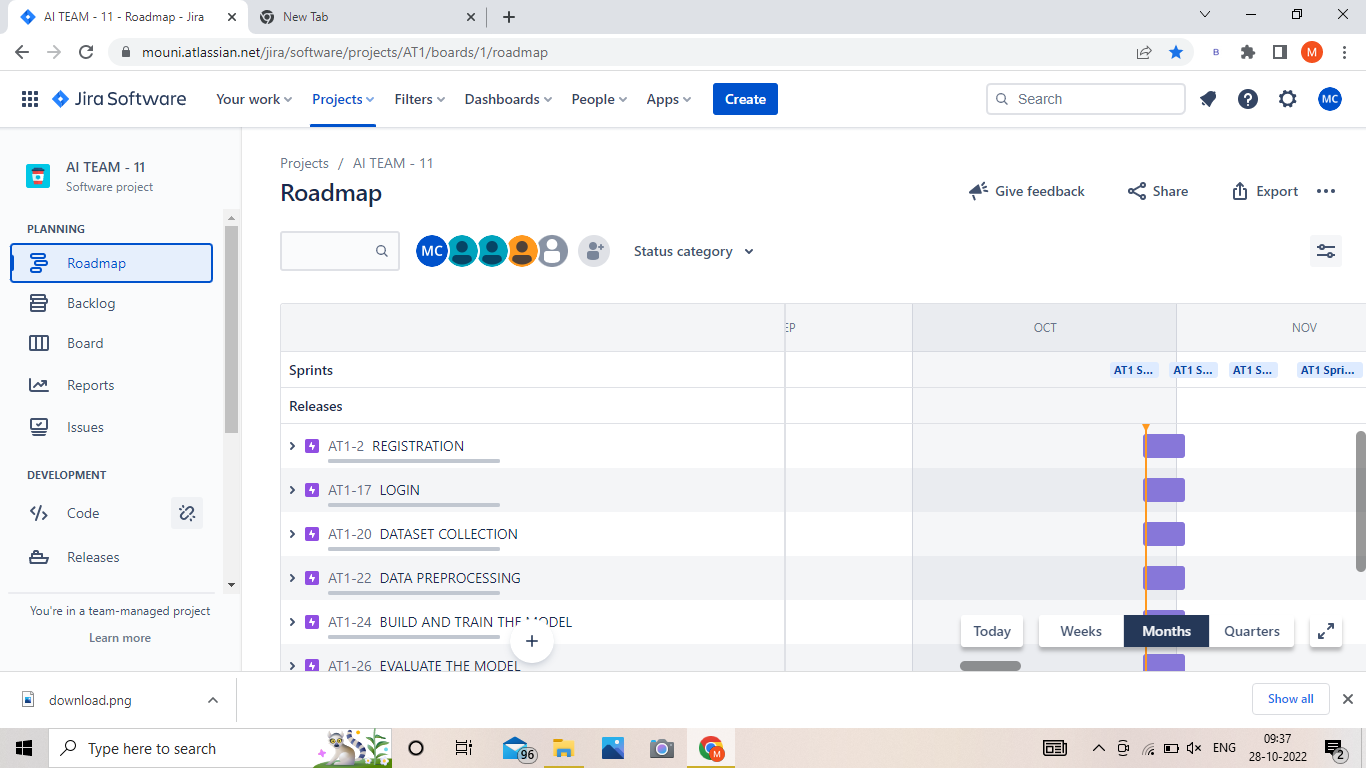 AI TEAM - 11 - Roadmap - Jira
New Tab
mouni.atlassian.net/jira/software/projects/AT1/boards/1/roadmap
B
M
Jira Software
Your work
Projects
Filters
Dashboards
People
Apps
Create
Search
MC
AI TEAM - 11
Software project
PLANNING
Roadmap
Backlog
Board
Reports
Issues
DEVELOPMENT
Code
Releases
You're in a team-managed project
Learn more
Projects / AI TEAM - 11
Roadmap
Give feedback
Share
Export
MC
Status category
EP
OCT
NOV
Sprints
AT1 S...
AT1 S...
AT1 S...
AT1 Spri...
Releases
AT1-2 REGISTRATION
AT1-17 LOGIN
AT1-20 DATASET COLLECTION
AT1-22 DATA PREPROCESSING
AT1-24 BUILD AND TRAIN THE MODEL
AT1-26 EVALUATE THE MODEL
Today
Weeks
Months
Quarters
download.png
Show all
Type here to search
96
M
ENG
09:37
28-10-2022
2